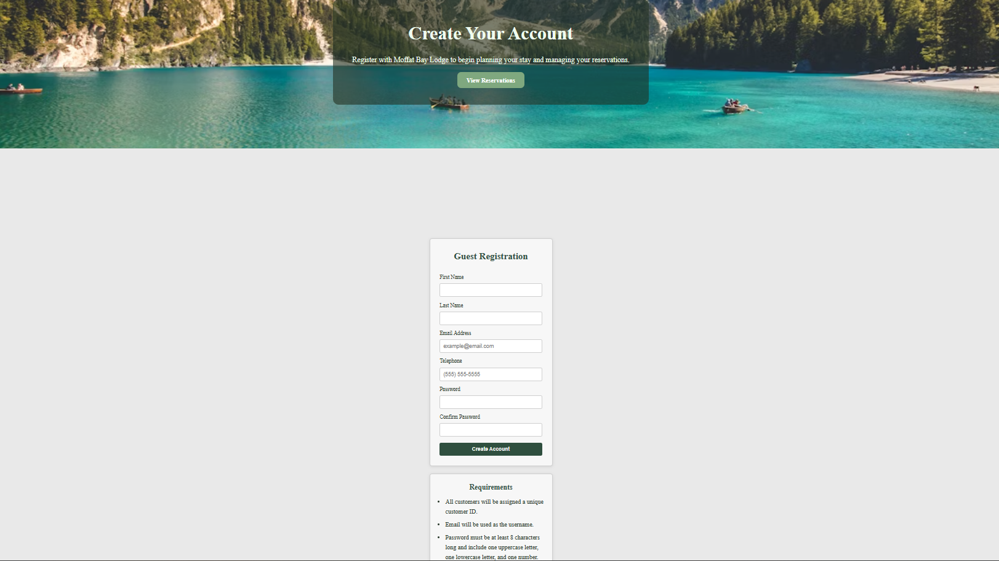 Create Your Account
Register with Moffat Bay Lodge to begin planning your stay and managing your reservations.
View Reservations
Guest Registration
First Name
Last Name
Email Address
example@email.com
Telephone
(555) 555-5555
Password
Confirm Password
Create Account
Requirements
• All customers will be assigned a unique
customer ID.
• Email will be used as the username.
• Password must be at least 8 characters
long and include one uppercase letter,
one lowercase letter, and one number.